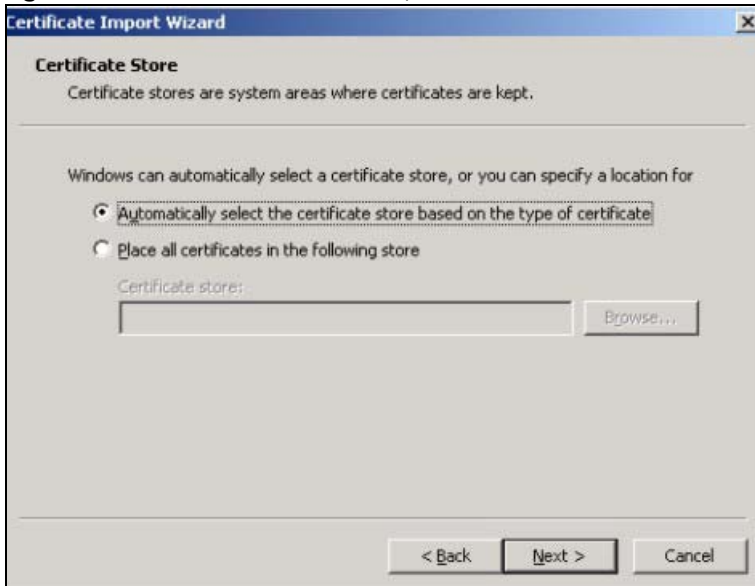 Certificate Import Wizard
Certificate Store
Certificate stores are system areas where certificates are kept.
Windows can automatically select a certificate store, or you can specify a location for
Automatically select the certificate store based on the type of certificate
Place all certificates in the following store
Certificate store:
Browse...
< Back
Next >
Cancel